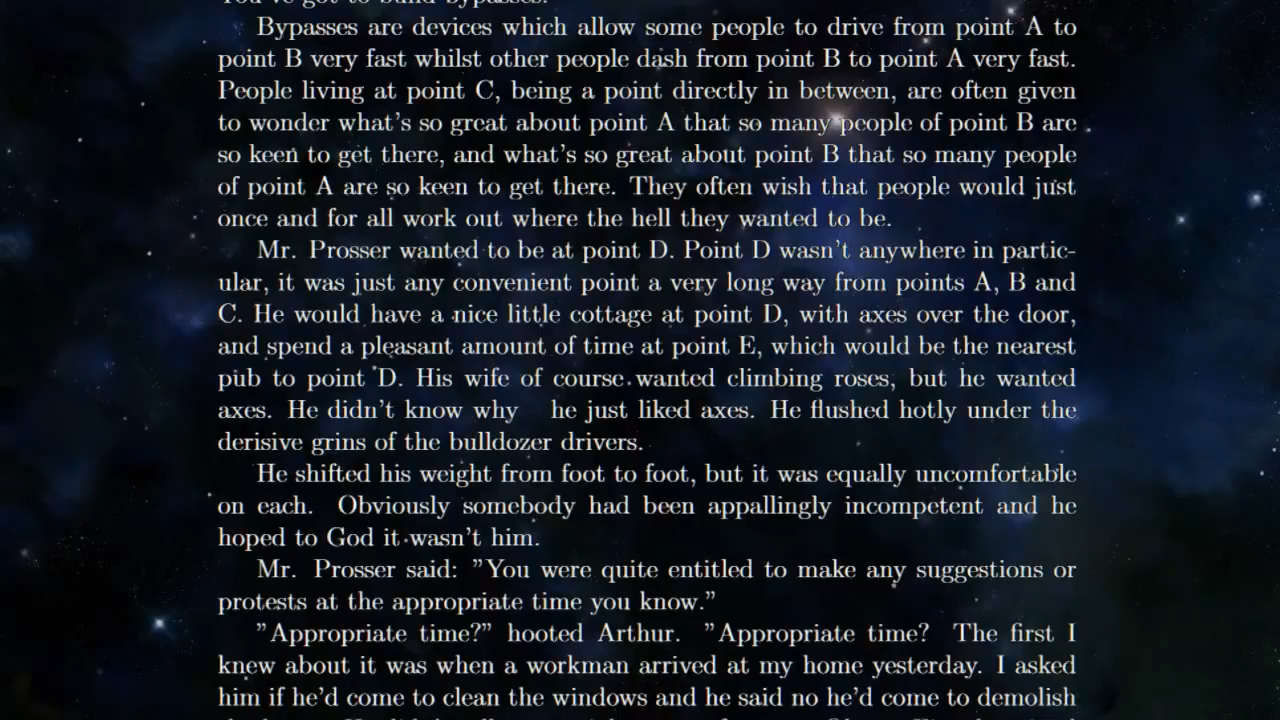 You've got to build bypasses.
Bypasses are devices which allow some people to drive from point A to
point B very fast whilst other people dash from point B to point A very fast.
People living at point C, being a point directly in between, are often given
to wonder what's so great about point A that so many people of point B are
so keen to get there, and what's so great about point B that so many people
of point A are so keen to get there. They often wish that people would just
once and for all work out where the hell they wanted to be.
Mr. Prosser wanted to be at point D. Point D wasn't anywhere in partic-
ular, it was just any convenient point a very long way from points A, B and
C. He would have a nice little cottage at point D, with axes over the door,
and spend a pleasant amount of time at point E, which would be the nearest
pub to point D. His wife of course wanted climbing roses, but he wanted
axes. He didn't know why he just liked axes. He flushed hotly under the
derisive grins of the bulldozer drivers.
He shifted his weight from foot to foot, but it was equally uncomfortable
on each. Obviously somebody had been appallingly incompetent and he
hoped to God it wasn't him.
Mr. Prosser said: ”You were quite entitled to make any suggestions or
protests at the appropriate time you know.”
”Appropriate time?” hooted Arthur. ”Appropriate time? The first I
knew about it was when a workman arrived at my home yesterday. I asked
him if he'd come to clean the windows and he said no he'd come to demolish